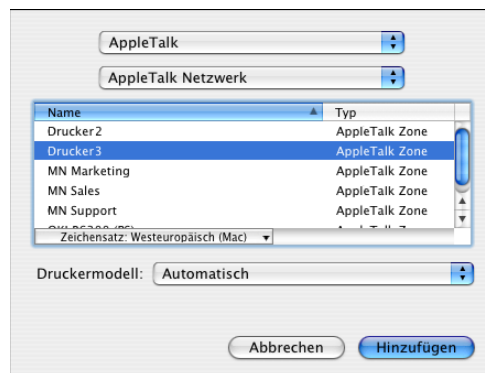 AppleTalk
AppleTalk Netzwerk
Name Typ
Drucker2 AppleTalk Zone
Drucker3 AppleTalk Zone
MN Marketing AppleTalk Zone
MN Sales AppleTalk Zone
MN Support AppleTalk Zone
Zeichensatz: Westeuropäisch (Mac)
Druckermodell: Automatisch
Abbrechen Hinzufügen